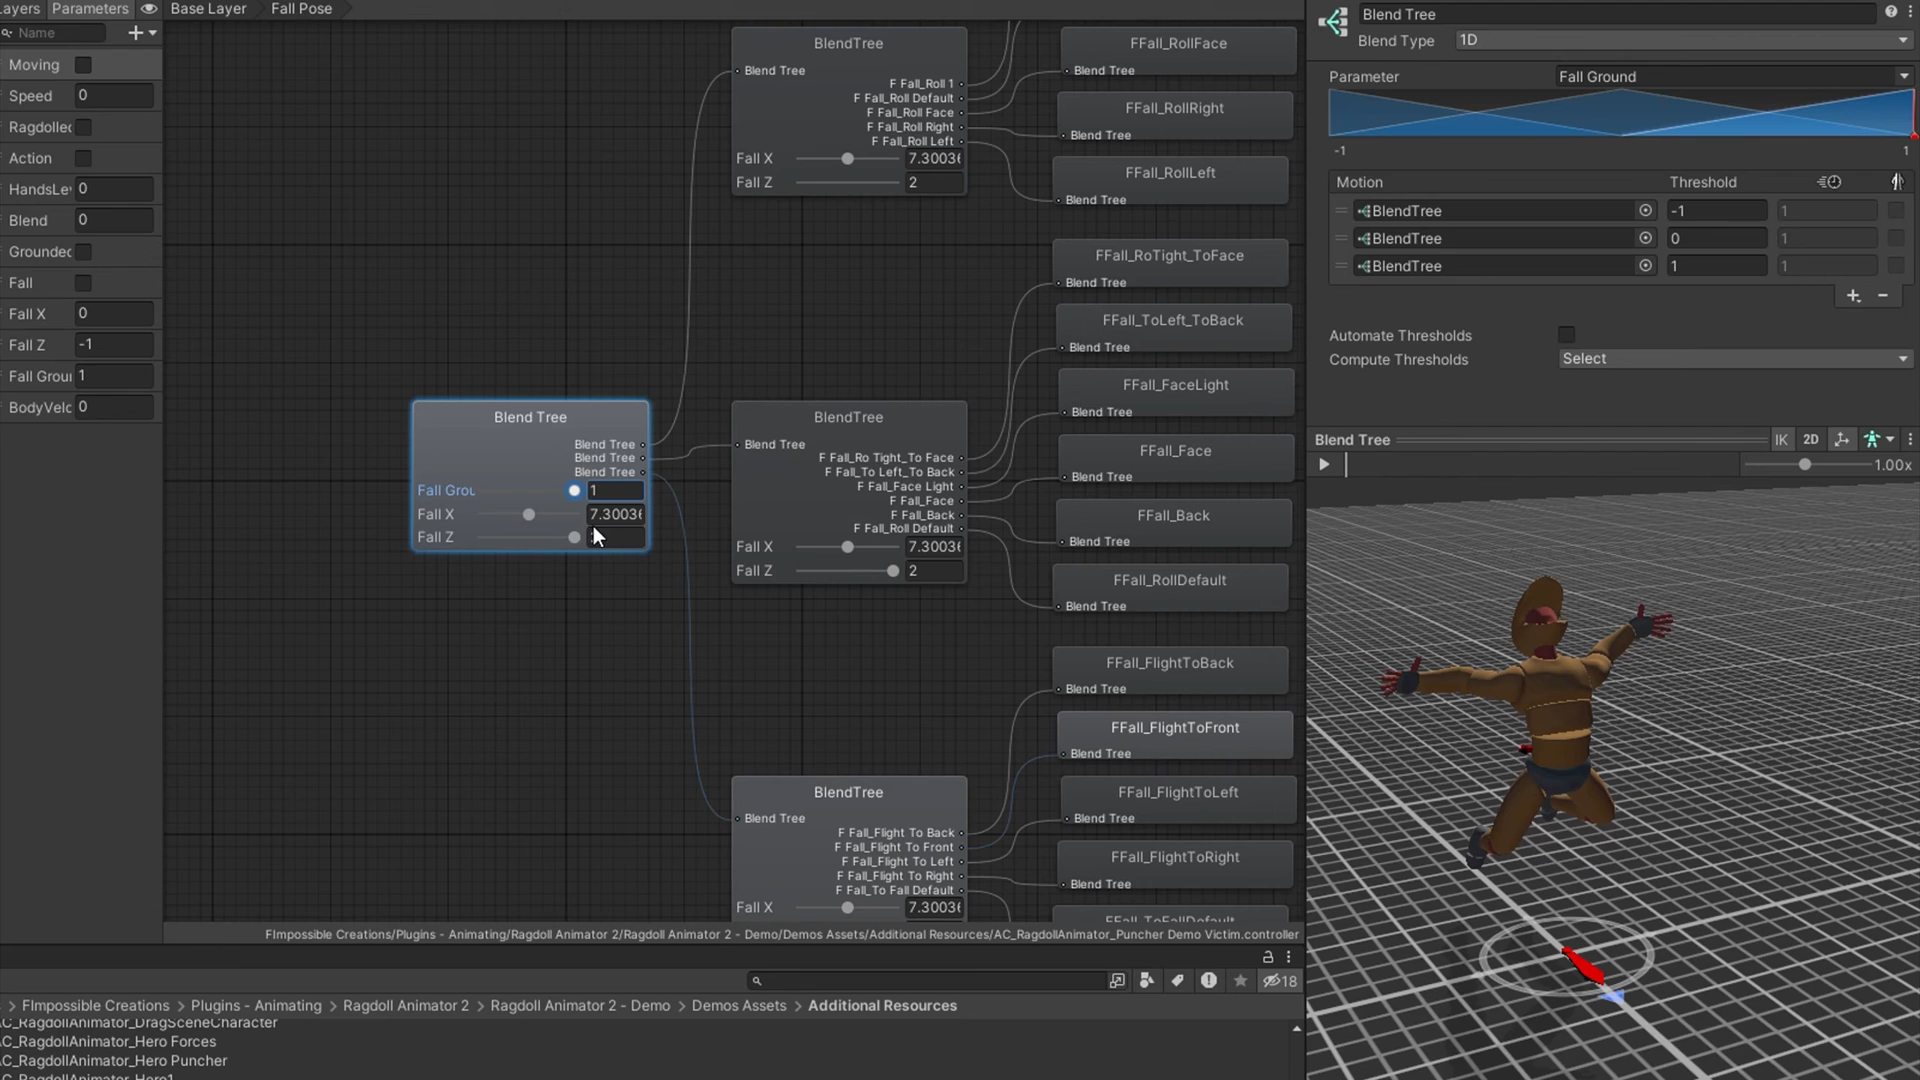 ayers Parameters Base Layer Fall Pose
Name
Moving
Speed 0
Ragdollec
Action
HandsLe 0
Blend 0
Grounded
Fall
Fall X 0
Fall Z -1
Fall Grou 1
BodyVelc 0
Blend Tree
Blend Tree
Blend Tree
Blend Tree
Fall Grou 1
Fall X 7.30036
Fall Z
BlendTree
Blend Tree
F Fall_Roll 1
F Fall_Roll Default
F Fall_Roll Face
F Fall_Roll Right
F Fall_Roll Left
Fall X 7.30036
Fall Z 2
BlendTree
Blend Tree
F Fall_Ro Tight_To Face
F Fall_To Left_To Back
F Fall_Face Light
F Fall_Face
F Fall_Back
F Fall_Roll Default
Fall X 7.30036
Fall Z 2
BlendTree
Blend Tree
F Fall_Flight To Back
F Fall_Flight To Front
F Fall_Flight To Left
F Fall_Flight To Right
F Fall_To Fall Default
Fall X 7.30036
FFall_RollFace
Blend Tree
FFall_RollRight
Blend Tree
FFall_RollLeft
Blend Tree
FFall_RoTight_ToFace
Blend Tree
FFall_ToLeft_ToBack
Blend Tree
FFall_FaceLight
Blend Tree
FFall_Face
Blend Tree
FFall_Back
Blend Tree
FFall_RollDefault
Blend Tree
FFall_FlightToBack
Blend Tree
FFall_FlightToFront
Blend Tree
FFall_FlightToLeft
Blend Tree
FFall_FlightToRight
Blend Tree
FFall_ToFallDefault
FImpossible Creations/Plugins - Animating/Ragdoll Animator 2/Ragdoll Animator 2 - Demo/Demos Assets/Additional Resources/AC_RagdollAnimator_Puncher Demo Victim.controller
18
> FImpossible Creations > Plugins - Animating > Ragdoll Animator 2 > Ragdoll Animator 2 - Demo > Demos Assets > Additional Resources
AC_RagdollAnimator_DragSceneCharacter
AC_RagdollAnimator_Hero Forces
AC_RagdollAnimator_Hero Puncher
AC_RagdollAnimator_Hero1
Blend Tree
Blend Type 1D
Parameter Fall Ground
-1 1
Motion Threshold
BlendTree -1 1
BlendTree 0 1
BlendTree 1 1
+ -
Automate Thresholds
Compute Thresholds Select
Blend Tree IK 2D
1.00x